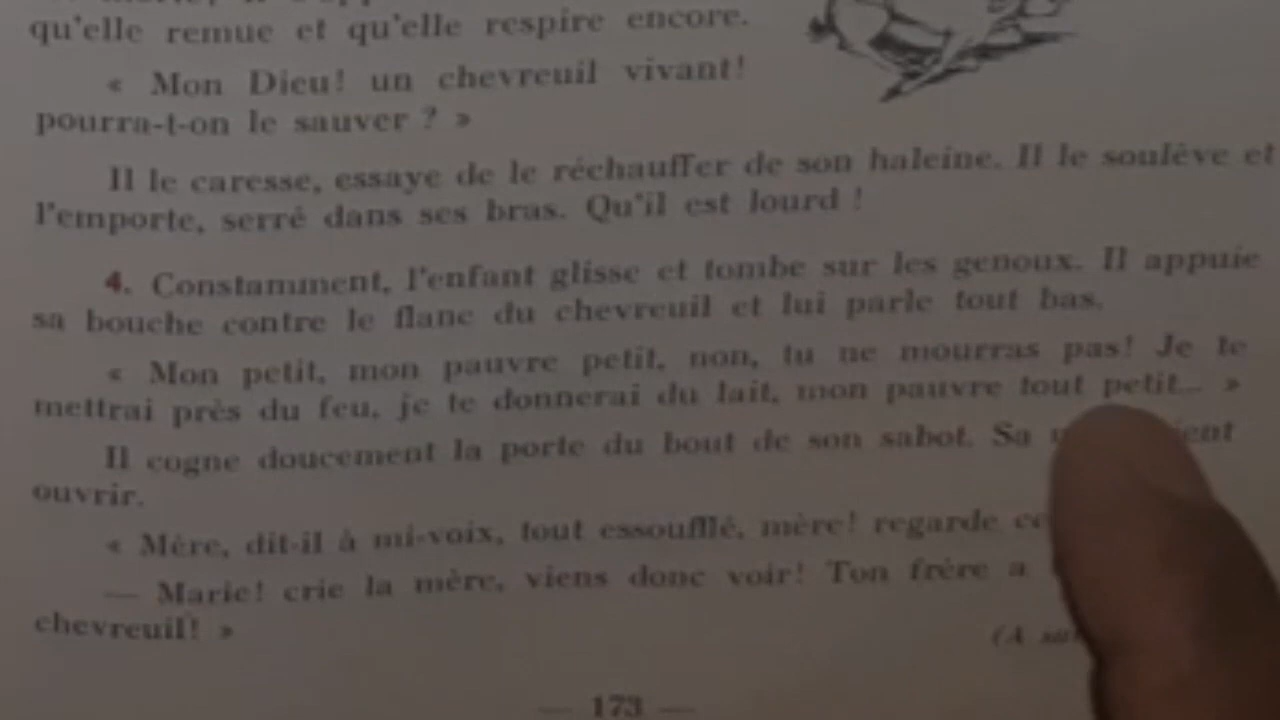 qu'elle remue et qu'elle respire encore.
« Mon Dieu! un chevreuil vivant!
pourra-t-on le sauver ? »
Il le caresse, essaye de le réchauffer de son haleine. Il le soulève et
l'emporte, serré dans ses bras. Qu'il est lourd !
4. Constamment, l'enfant glisse et tombe sur les genoux. Il appuie
sa bouche contre le flanc du chevreuil et lui parle tout bas.
« Mon petit, mon pauvre petit, non, tu ne mourras pas! Je te
mettrai près du feu, je te donnerai du lait, mon pauvre tout petit... »
Il cogne doucement la porte du bout de son sabot. Sa
ouvrir.
« Mère, dit-il à mi-voix, tout essoufflé, mère! regarde
— Marie! crie la mère, viens donc voir! Ton frère a
chevreuil! »
(A
— 173 —